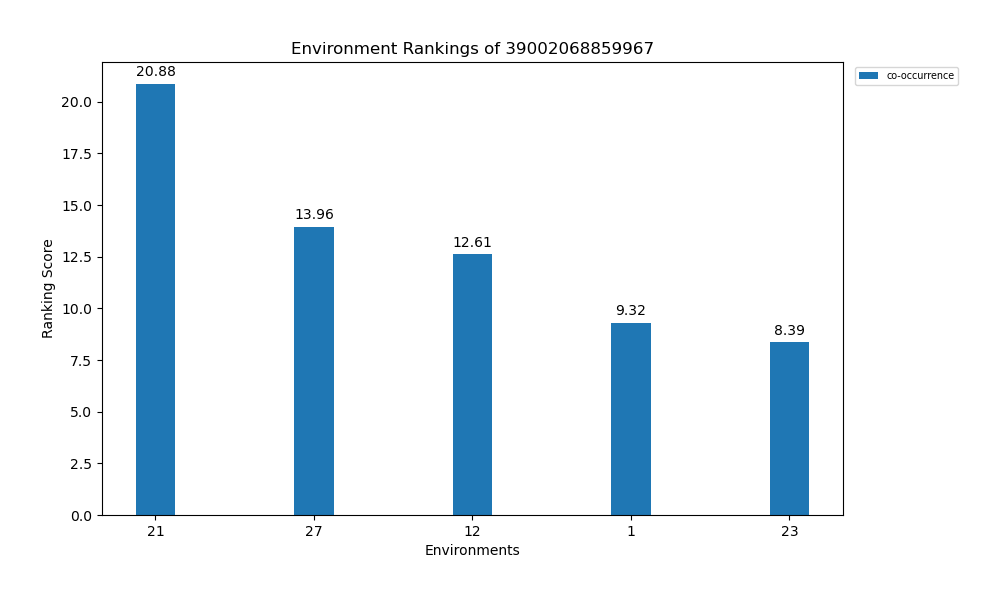 Environment Rankings of 39002068859967
co-occurrence
20.88
13.96
12.61
9.32
8.39
Ranking Score
20.0
17.5
15.0
12.5
10.0
7.5
5.0
2.5
0.0
21 27 12 1 23
Environments